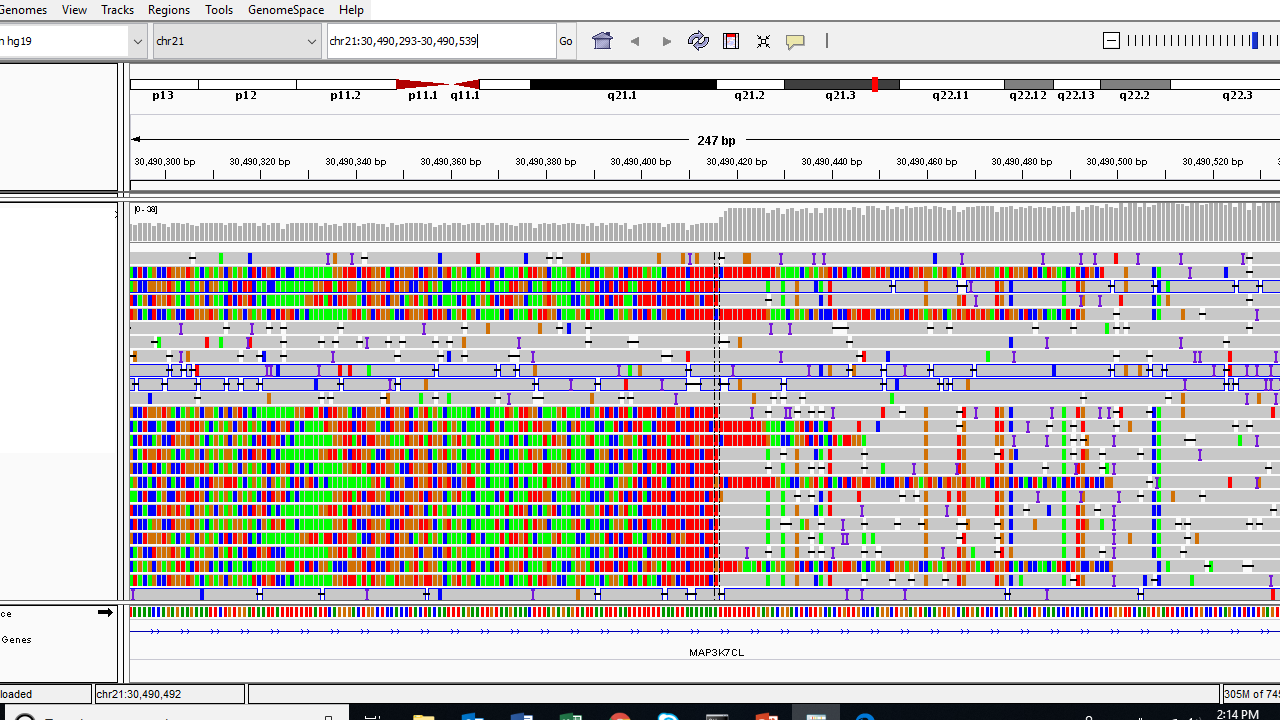 Genomes View Tracks Regions Tools GenomeSpace Help
n hg19 chr21 chr21:30,490,293-30,490,539 Go
p13 p12 p11.2 p11.1 q11.1 q21.1 q21.2 q21.3 q22.11 q22.12 q22.13 q22.2 q22.3
247 bp
30,490,300 bp 30,490,320 bp 30,490,340 bp 30,490,360 bp 30,490,380 bp 30,490,400 bp 30,490,420 bp 30,490,440 bp 30,490,460 bp 30,490,480 bp 30,490,500 bp 30,490,520 bp
[0 - 38]
ce
Genes
MAP3K7CL
loaded chr21:30,490,492 305M of 745
2:14 PM